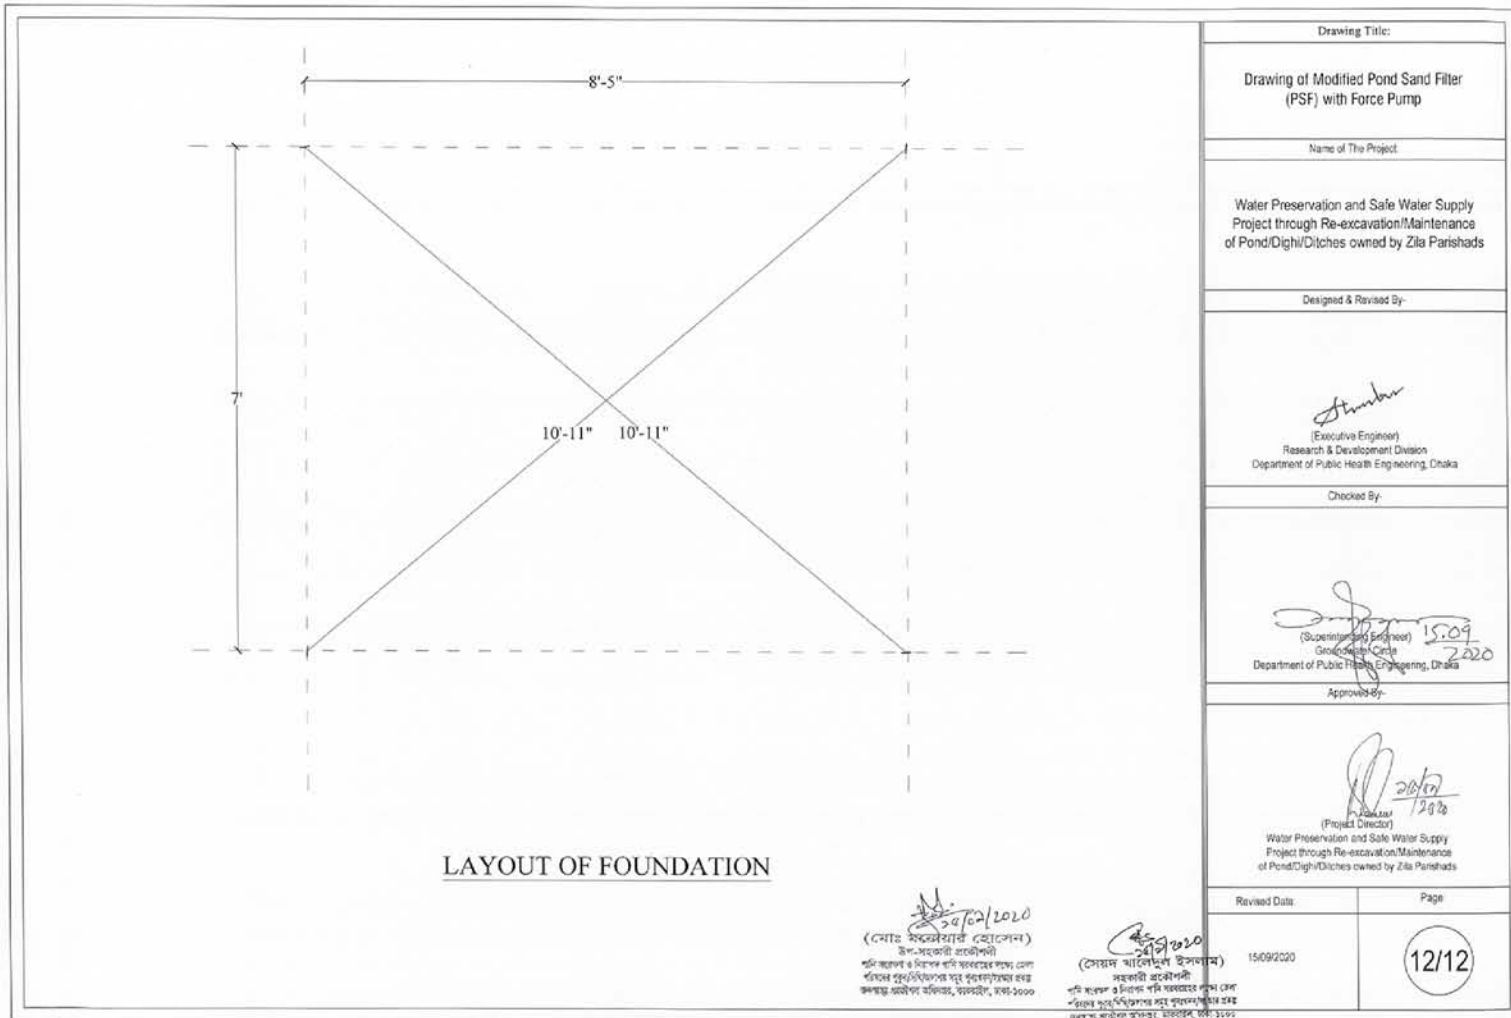 8'-5"
7'
10'-11" 10'-11"
LAYOUT OF FOUNDATION
Drawing Title:
Drawing of Modified Pond Sand Filter
(PSF) with Force Pump
Name of The Project
Water Preservation and Safe Water Supply
Project through Re-excavation/Maintenance
of Pond/Dighi/Ditches owned by Zila Parishads
Designed & Revised By-
(Executive Engineer)
Research & Development Division
Department of Public Health Engineering, Dhaka
Checked By-
(Superintending Engineer) 15.09
Groundwater Circle 2020
Department of Public Health Engineering, Dhaka
Approved By-
2020
(Project Director)
Water Preservation and Safe Water Supply
Project through Re-excavation/Maintenance
of Pond/Dighi/Ditches owned by Zila Parishads
Revised Date: Page
15/09/2020 12/12
2020
(মোঃ হোসেন)
উপ-সহকারী প্রকৌশলী
2020
(সৈয়দ খালেদুল ইসলাম)
সহকারী প্রকৌশলী